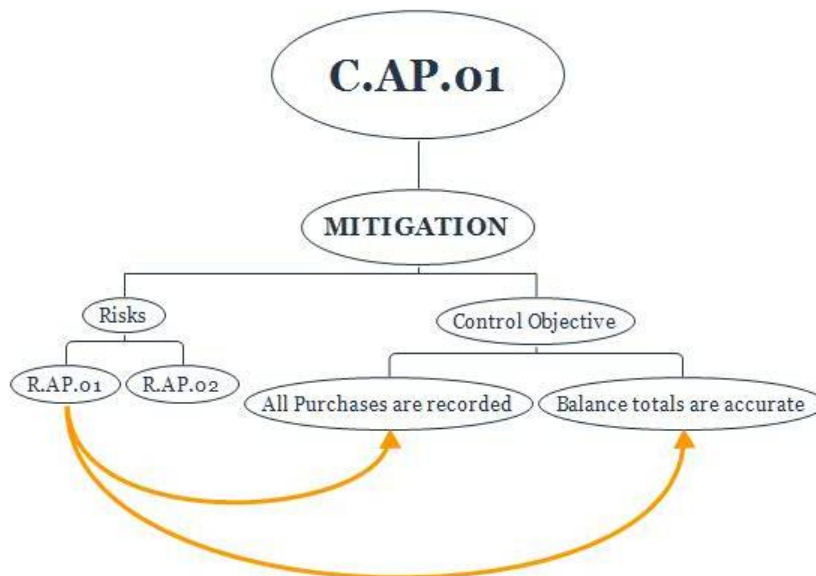 C.AP.01
MITIGATION
Risks
Control Objective
R.AP.01
R.AP.02
All Purchases are recorded
Balance totals are accurate